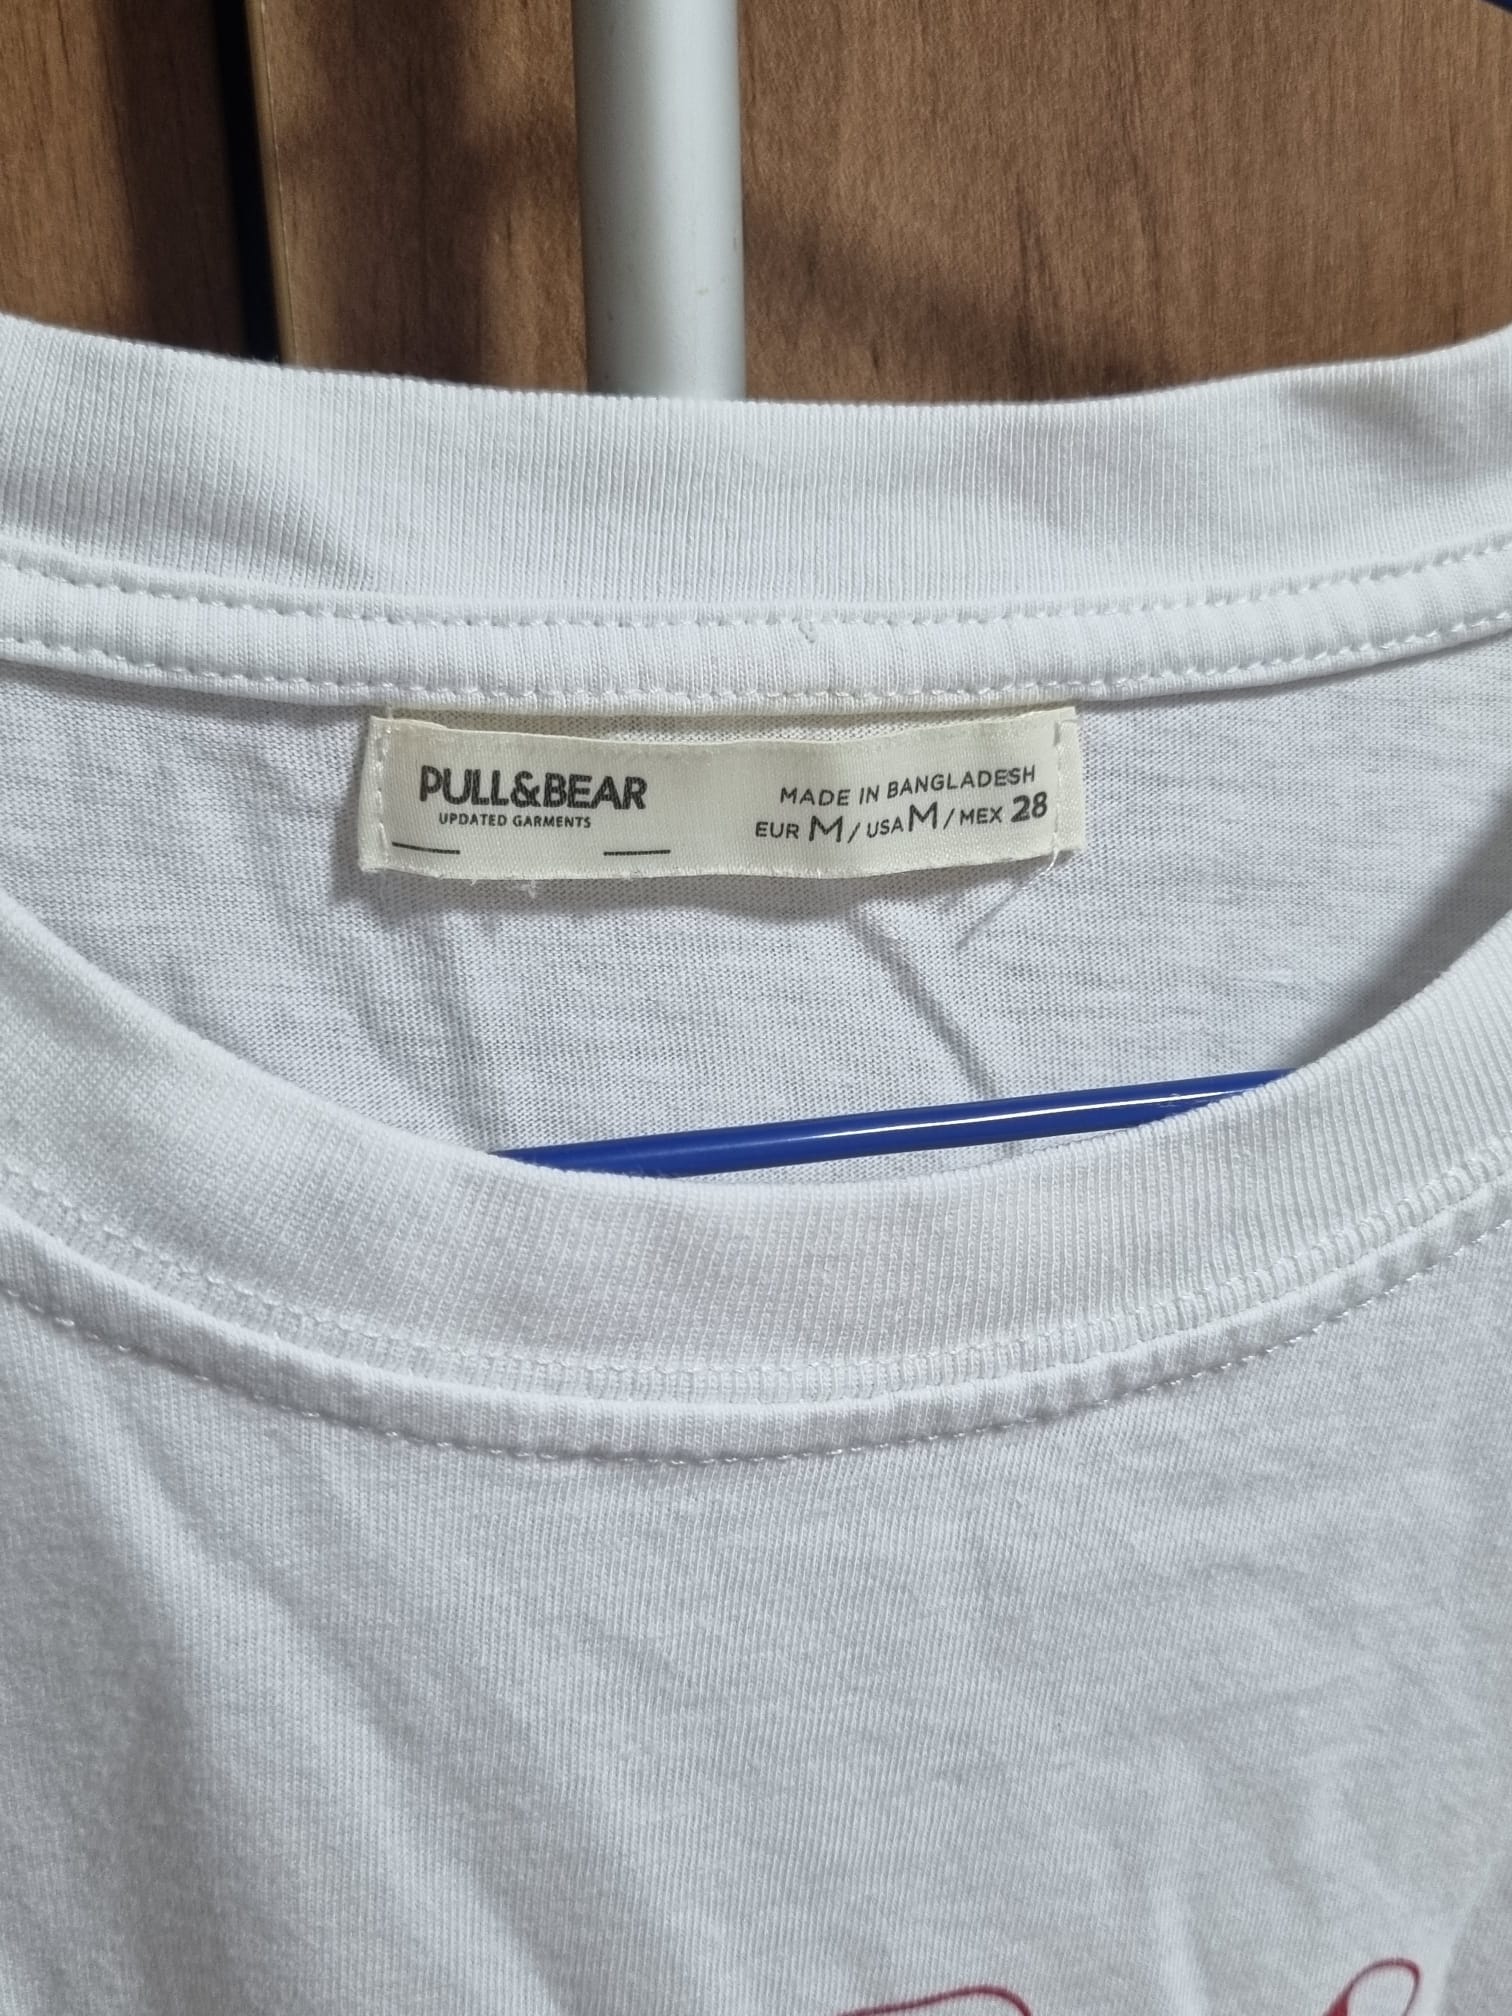 PULL&BEAR
UPDATED GARMENTS
MADE IN BANGLADESH
EUR M / USA M / MEX 28